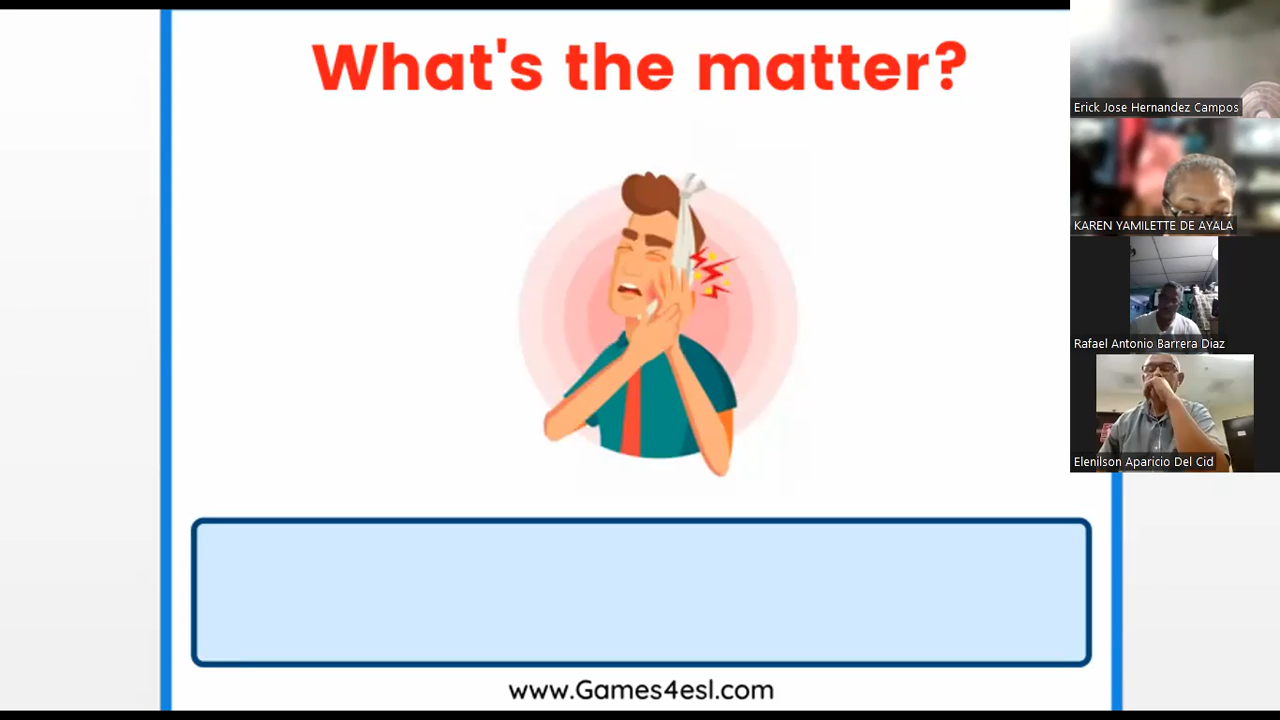 What's the matter?
www.Games4esl.com
Erick Jose Hernandez Campos
KAREN YAMILETTE DE AYALA
Rafael Antonio Barrera Diaz
Elenilson Aparicio Del Cid